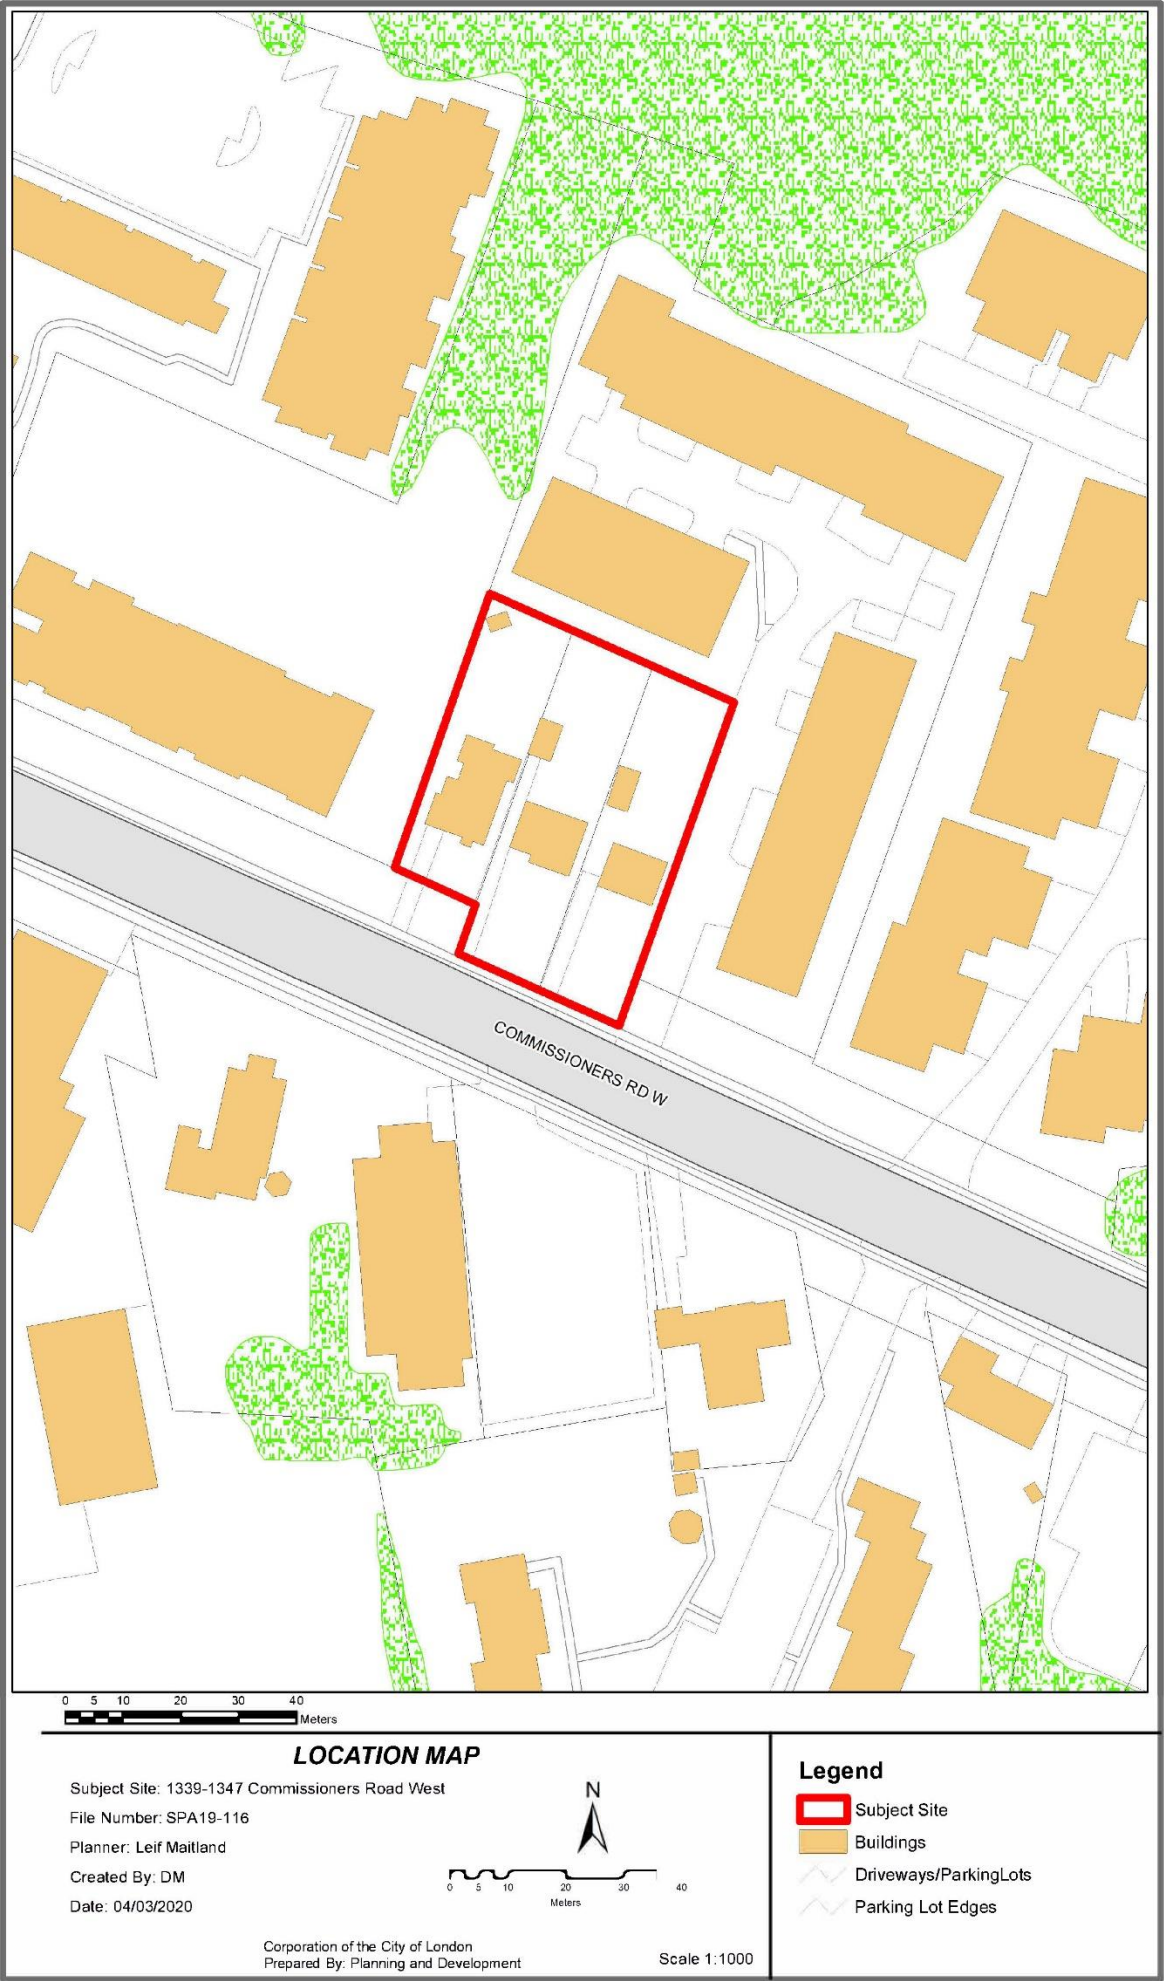 COMMISSIONERS RD W
0 5 10 20 30 40
Meters
LOCATION MAP
Subject Site: 1339-1347 Commissioners Road West
File Number: SPA19-116
Planner: Leif Maitland
Created By: DM
Date: 04/03/2020
N
0 5 10 20 30 40
Meters
Corporation of the City of London
Prepared By: Planning and Development
Scale 1:1000
Legend
Subject Site
Buildings
Driveways/ParkingLots
Parking Lot Edges